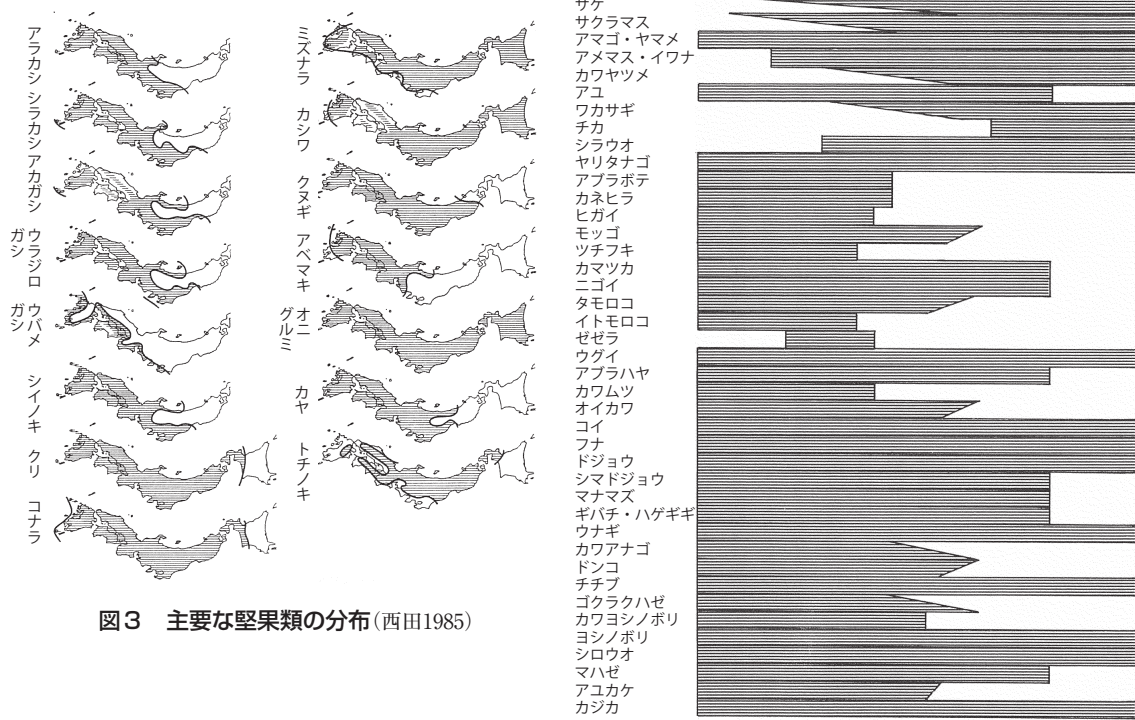 アラカシ
シラカシ
アカガシ
ウラジロ
ガシ
ウバメ
ガシ
シイノキ
クリ
コナラ
ミズナラ
カシワ
クヌギ
アベマキ
オニ
グルミ
カヤ
トチノキ
図3　主要な堅果類の分布(西田1985)
サケ
サクラマス
アマゴ・ヤマメ
アメマス・イワナ
カワヤツメ
アユ
ワカサギ
チカ
シラウオ
ヤリタナゴ
アブラボテ
カネヒラ
ヒガイ
モッゴ
ツチフキ
カマツカ
ニゴイ
タモロコ
イトモロコ
ゼゼラ
ウグイ
アブラハヤ
カワムツ
オイカワ
コイ
フナ
ドジョウ
シマドジョウ
マナマズ
ギバチ・ハゲギギ
ウナギ
カワアナゴ
ドンコ
チチブ
ゴクラクハゼ
カワヨシノボリ
ヨシノボリ
シロウオ
マハゼ
アユカケ
カジカ